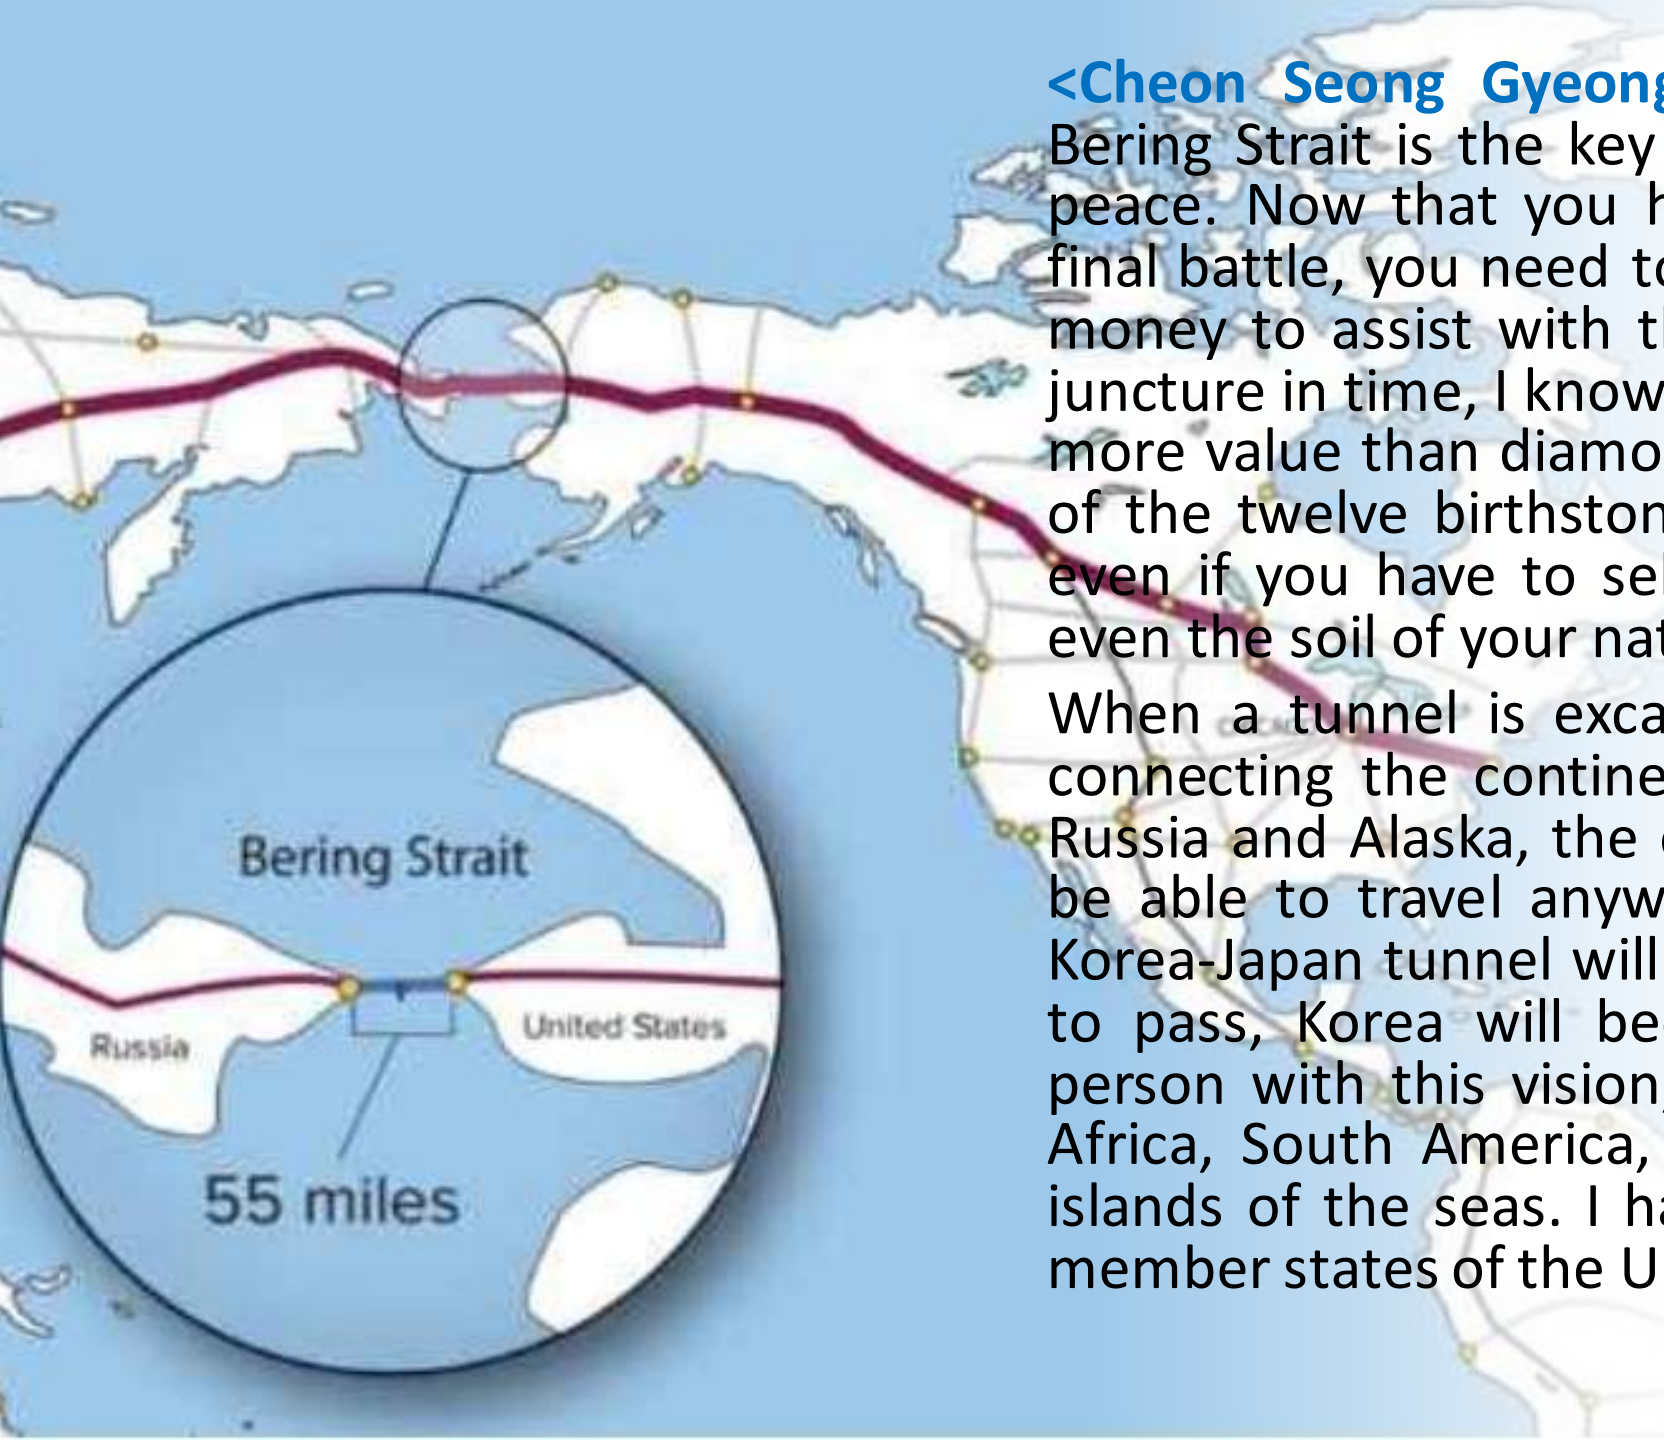 Bering Strait
Russia
United States
55 miles
<Cheon Seong Gyeong
Bering Strait is the key
peace. Now that you h
final battle, you need to
money to assist with th
juncture in time, I know
more value than diamo
of the twelve birthston
even if you have to sel
even the soil of your nat
When a tunnel is exca
connecting the contine
Russia and Alaska, the
be able to travel anyw
Korea-Japan tunnel will
to pass, Korea will be
person with this vision,
Africa, South America,
islands of the seas. I ha
member states of the U